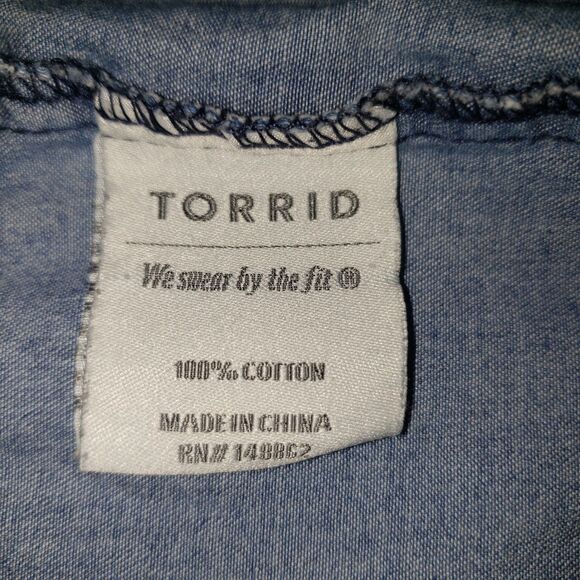 TORRID
We swear by the fit ®
100% COTTON
MADE IN CHINA
RN# 148862